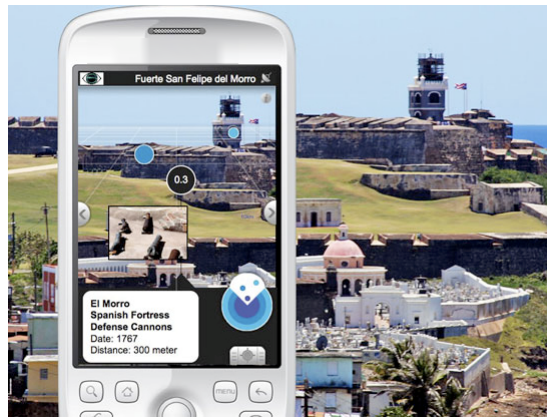 Fuerte San Felipe del Morro
0.3
El Morro
Spanish Fortress
Defense Cannons
Date: 1767
Distance: 300 meter
MENU